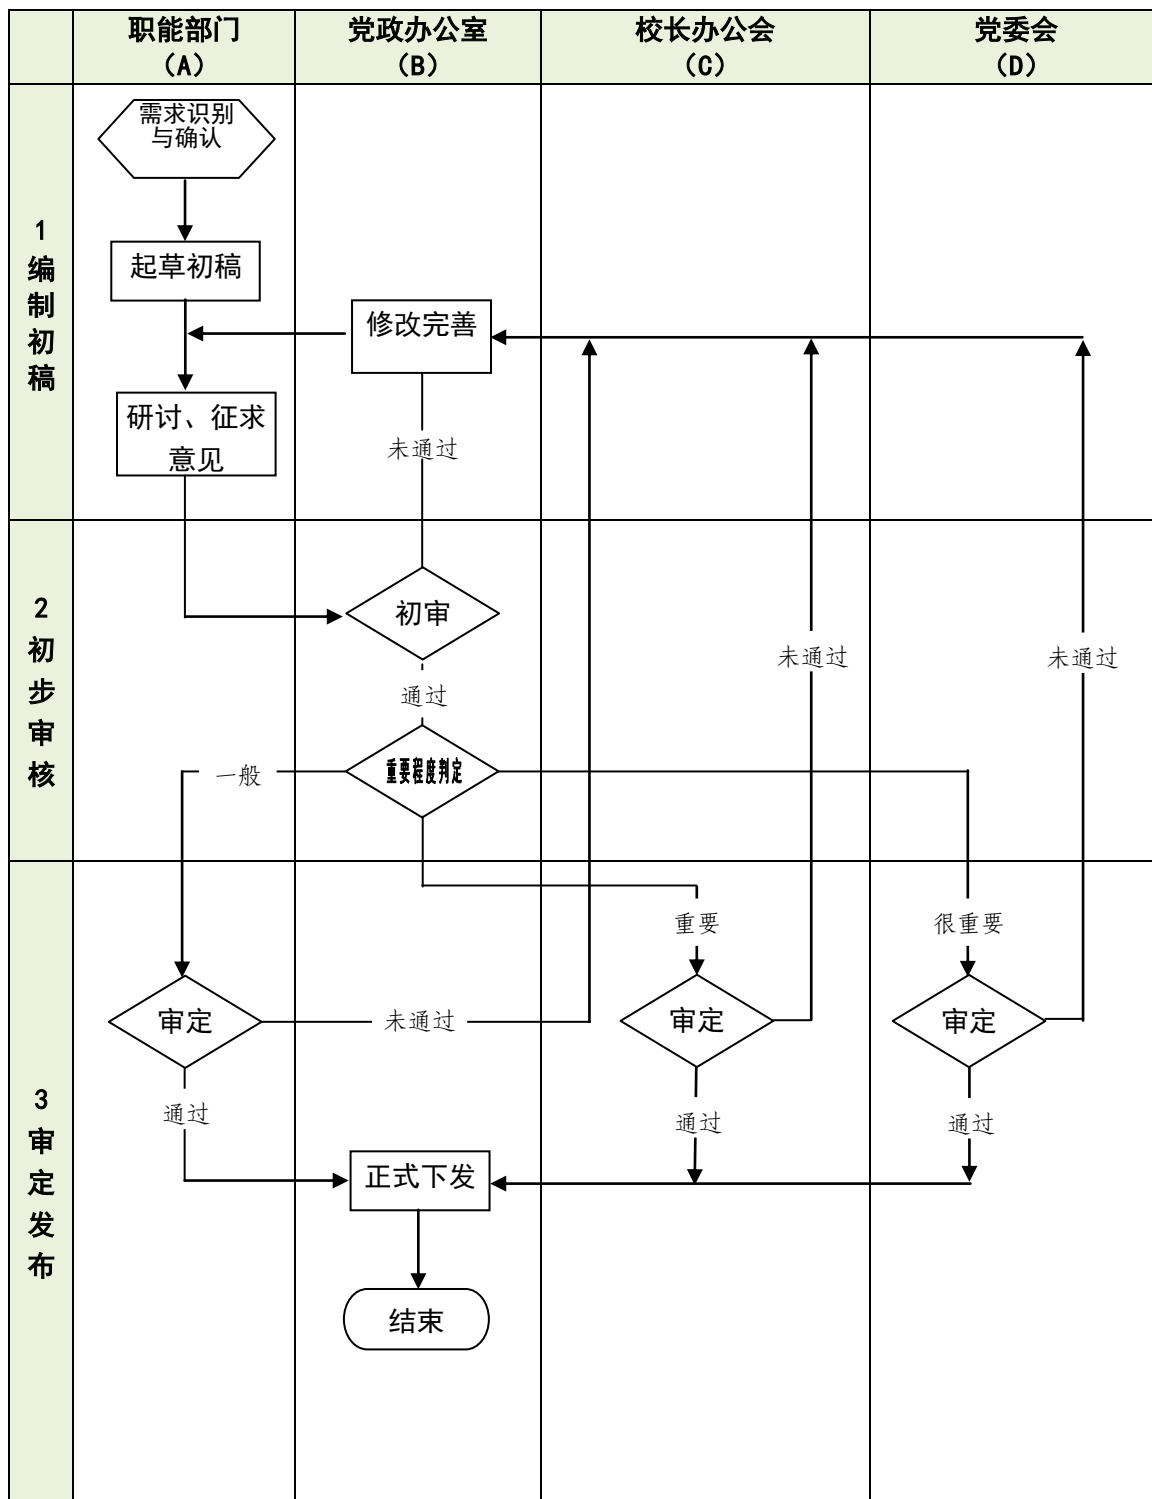 职能部门
（A）
党政办公室
（B）
校长办公会
（C）
党委会
（D）
1
编
制
初
稿
需求识别
与确认
起草初稿
修改完善
研讨、征求
意见
未通过
2
初
步
审
核
初审
未通过
未通过
通过
一般
重要程度判定
3
审
定
发
布
重要
很重要
审定
未通过
审定
审定
通过
通过
通过
正式下发
结束